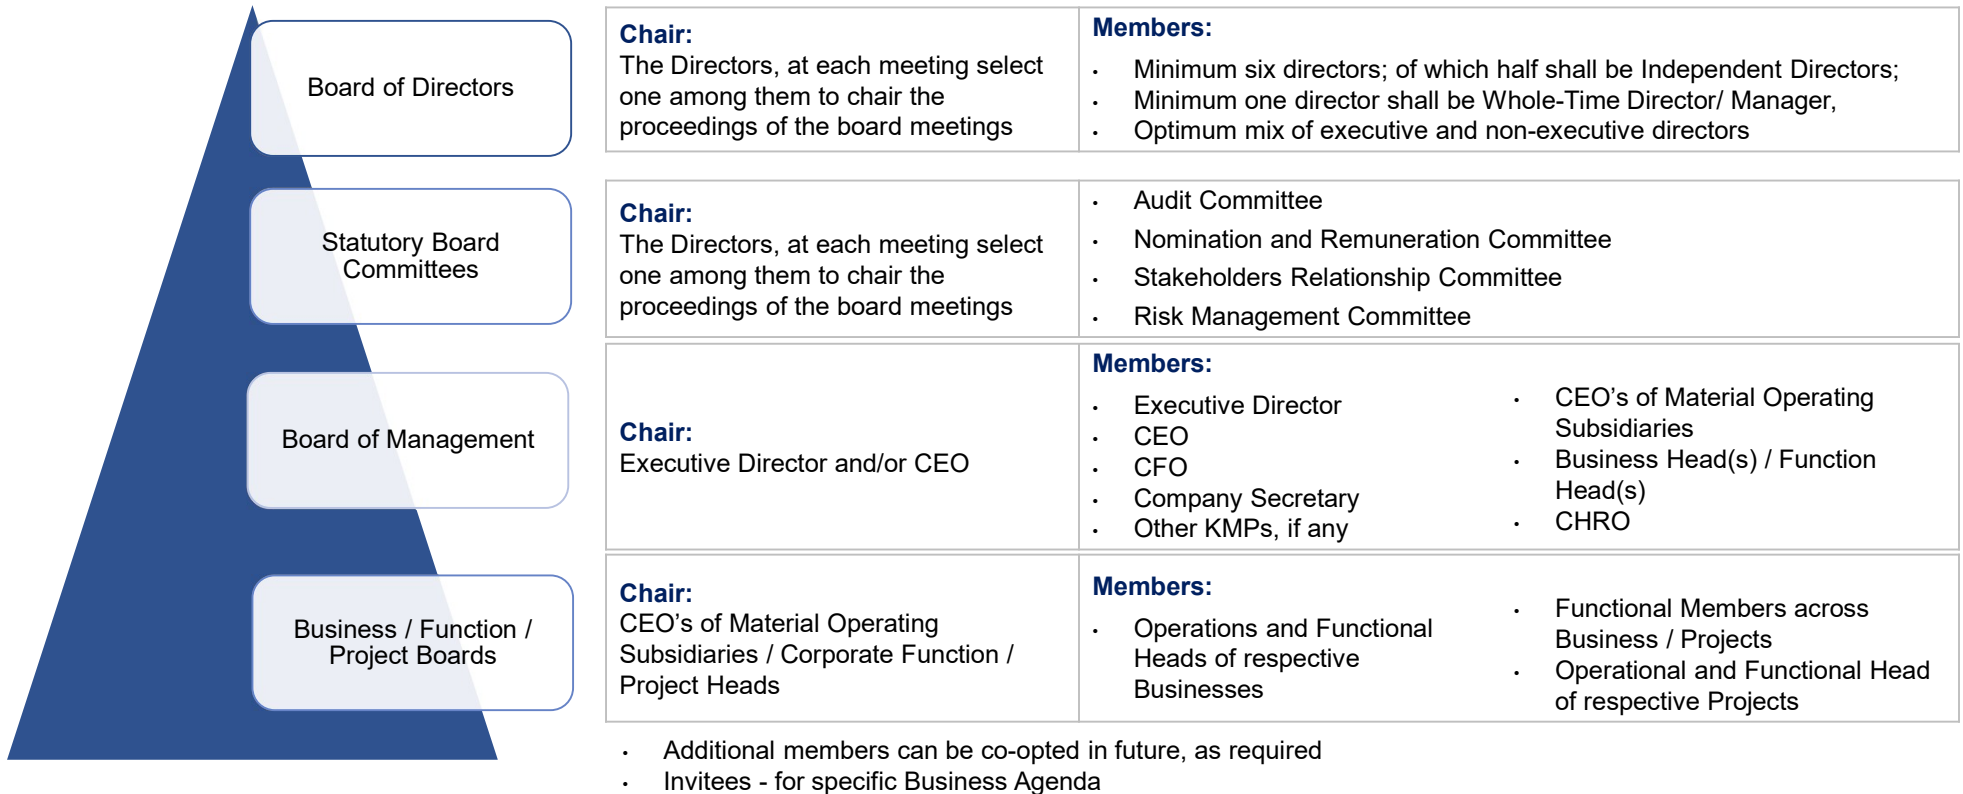 Board of Directors
Chair:
The Directors, at each meeting select
one among them to chair the
proceedings of the board meetings
Members:
• Minimum six directors; of which half shall be Independent Directors;
• Minimum one director shall be Whole-Time Director/ Manager,
• Optimum mix of executive and non-executive directors
Statutory Board
Committees
Chair:
The Directors, at each meeting select
one among them to chair the
proceedings of the board meetings
• Audit Committee
• Nomination and Remuneration Committee
• Stakeholders Relationship Committee
• Risk Management Committee
Board of Management
Chair:
Executive Director and/or CEO
Members:
• Executive Director
• CEO
• CFO
• Company Secretary
• Other KMPs, if any
• CEO’s of Material Operating
Subsidiaries
• Business Head(s) / Function
Head(s)
• CHRO
Business / Function /
Project Boards
Chair:
CEO’s of Material Operating
Subsidiaries / Corporate Function /
Project Heads
Members:
• Operations and Functional
Heads of respective
Businesses
• Functional Members across
Business / Projects
• Operational and Functional Head
of respective Projects
• Additional members can be co-opted in future, as required
• Invitees - for specific Business Agenda